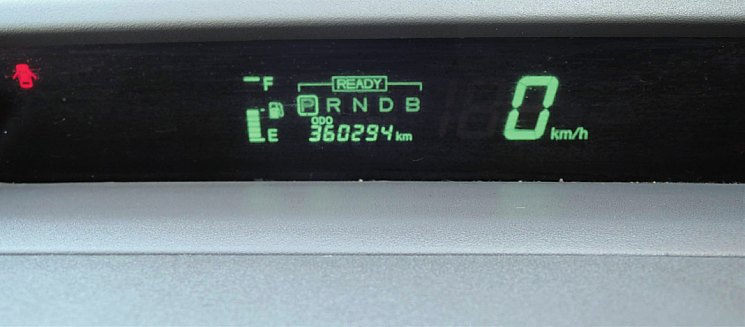 READY
F
P R N D B
ODO
E 360294 km
0 km/h